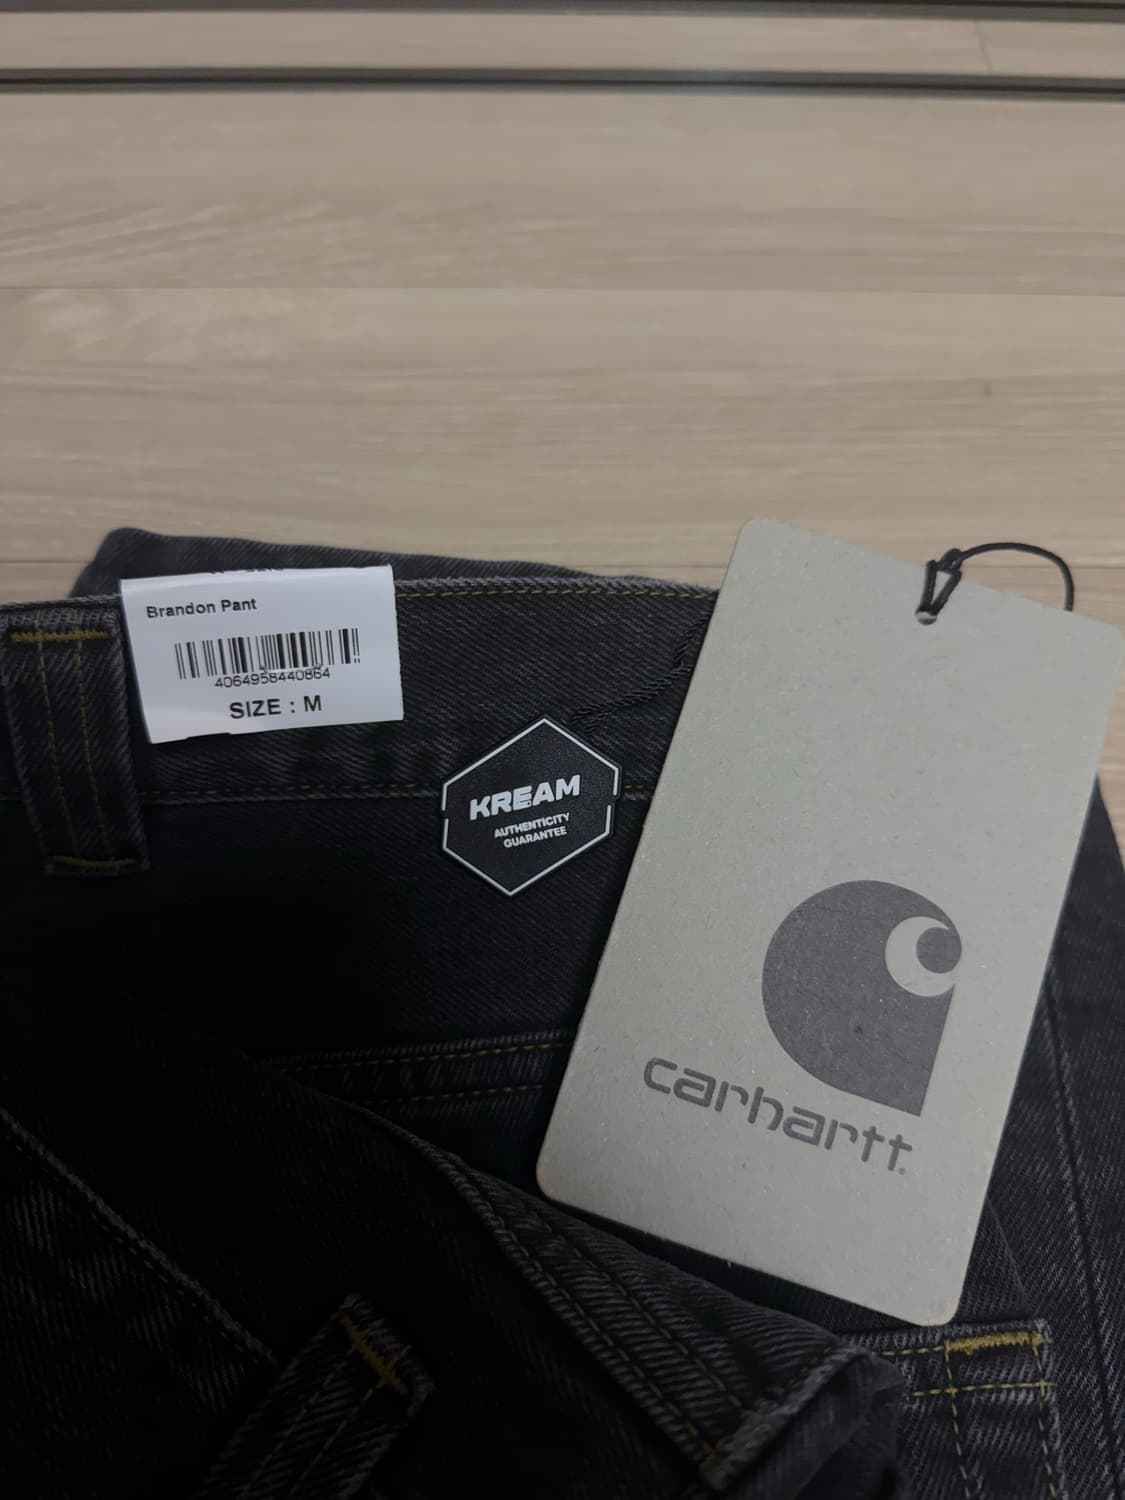 Brandon Pant
4064958440864
SIZE : M
KREAM
AUTHENTICITY
GUARANTEE
carhartt.